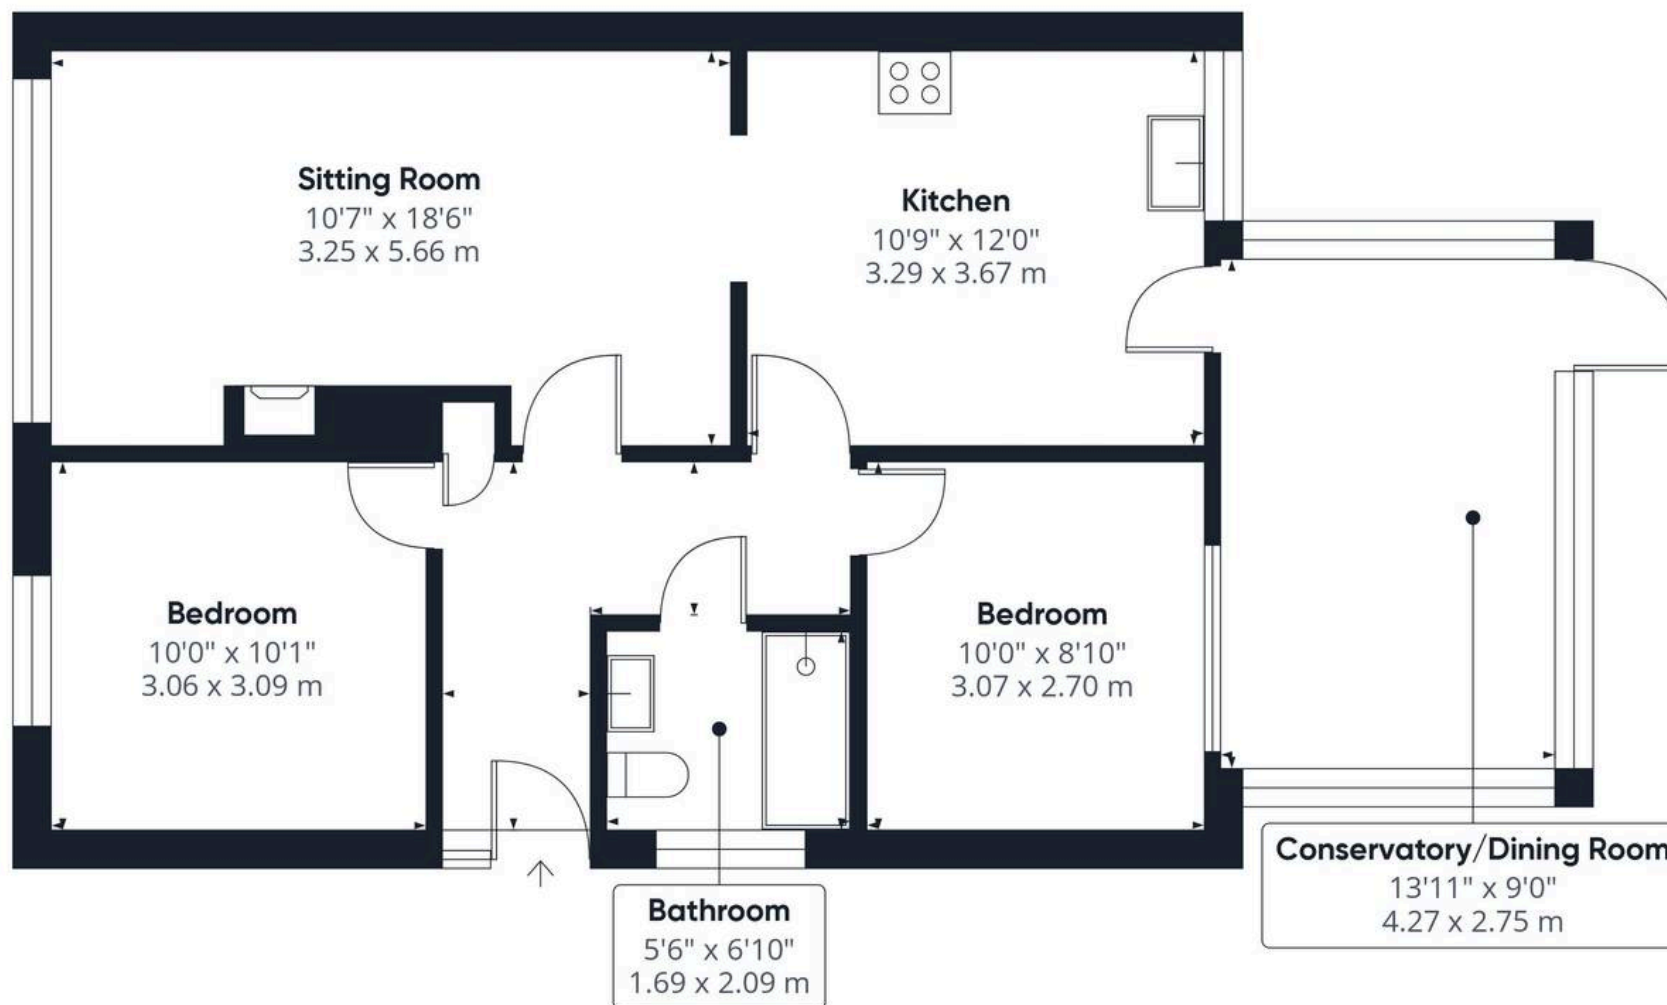 Sitting Room
10'7" x 18'6"
3.25 x 5.66 m
Kitchen
10'9" x 12'0"
3.29 x 3.67 m
Bedroom
10'0" x 10'1"
3.06 x 3.09 m
Bedroom
10'0" x 8'10"
3.07 x 2.70 m
Bathroom
5'6" x 6'10"
1.69 x 2.09 m
Conservatory/Dining Room
13'11" x 9'0"
4.27 x 2.75 m